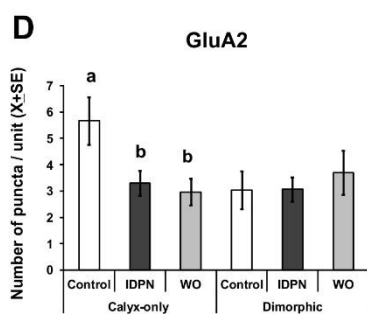 D
GluA2
Number of puncta / unit (X±SE)
7
6
5
4
3
2
1
0
a
b
b
Control IDPN WO Control IDPN WO
Calyx-only Dimorphic